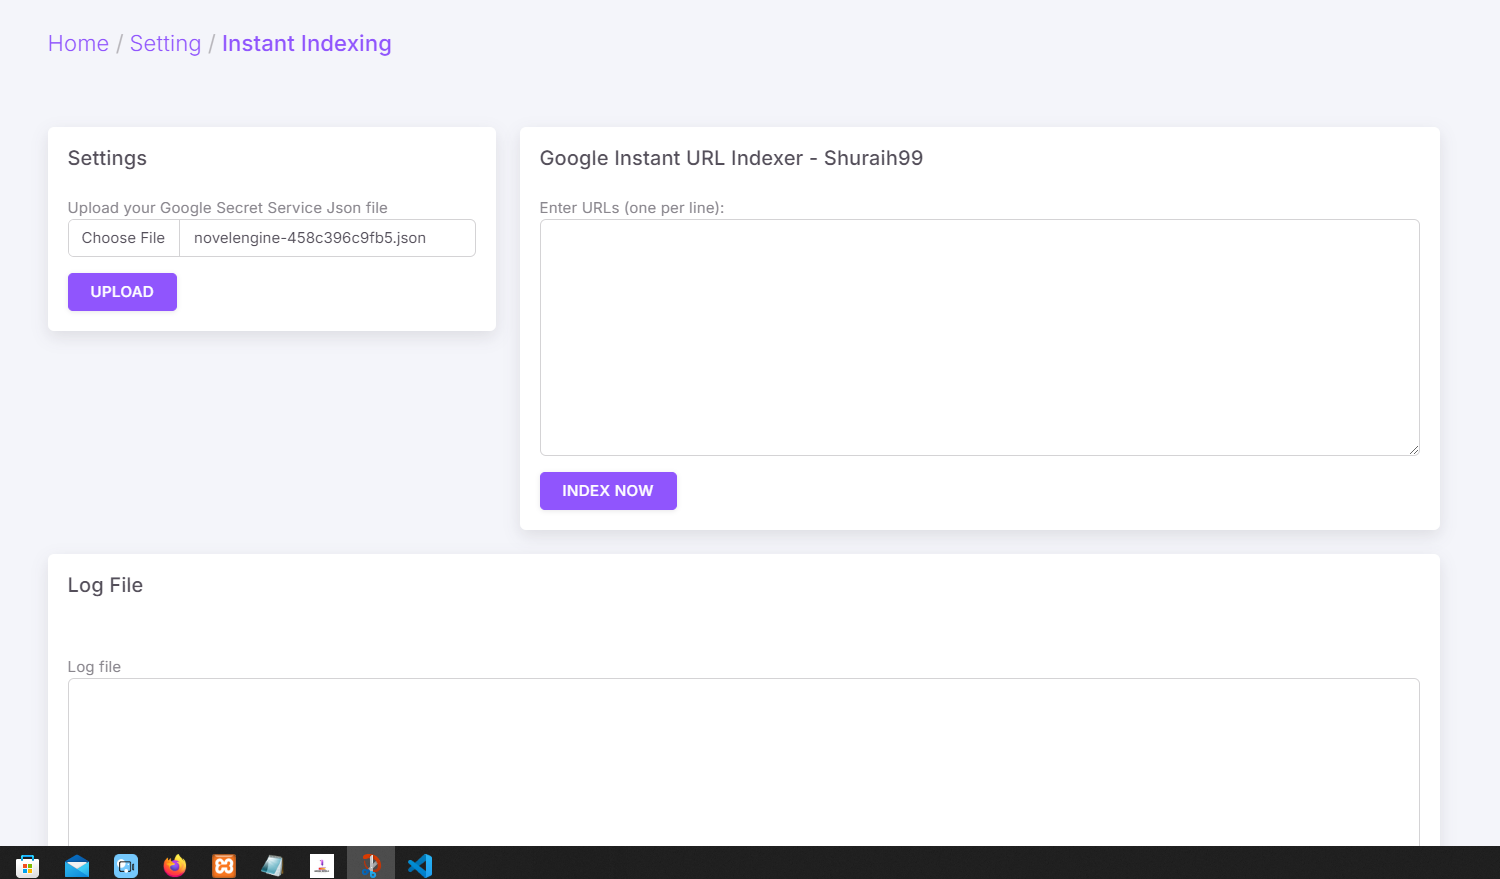 Home / Setting / Instant Indexing
Settings
Upload your Google Secret Service Json file
Choose File novelengine-458c396c9fb5.json
UPLOAD
Google Instant URL Indexer - Shuraih99
Enter URLs (one per line):
INDEX NOW
Log File
Log file